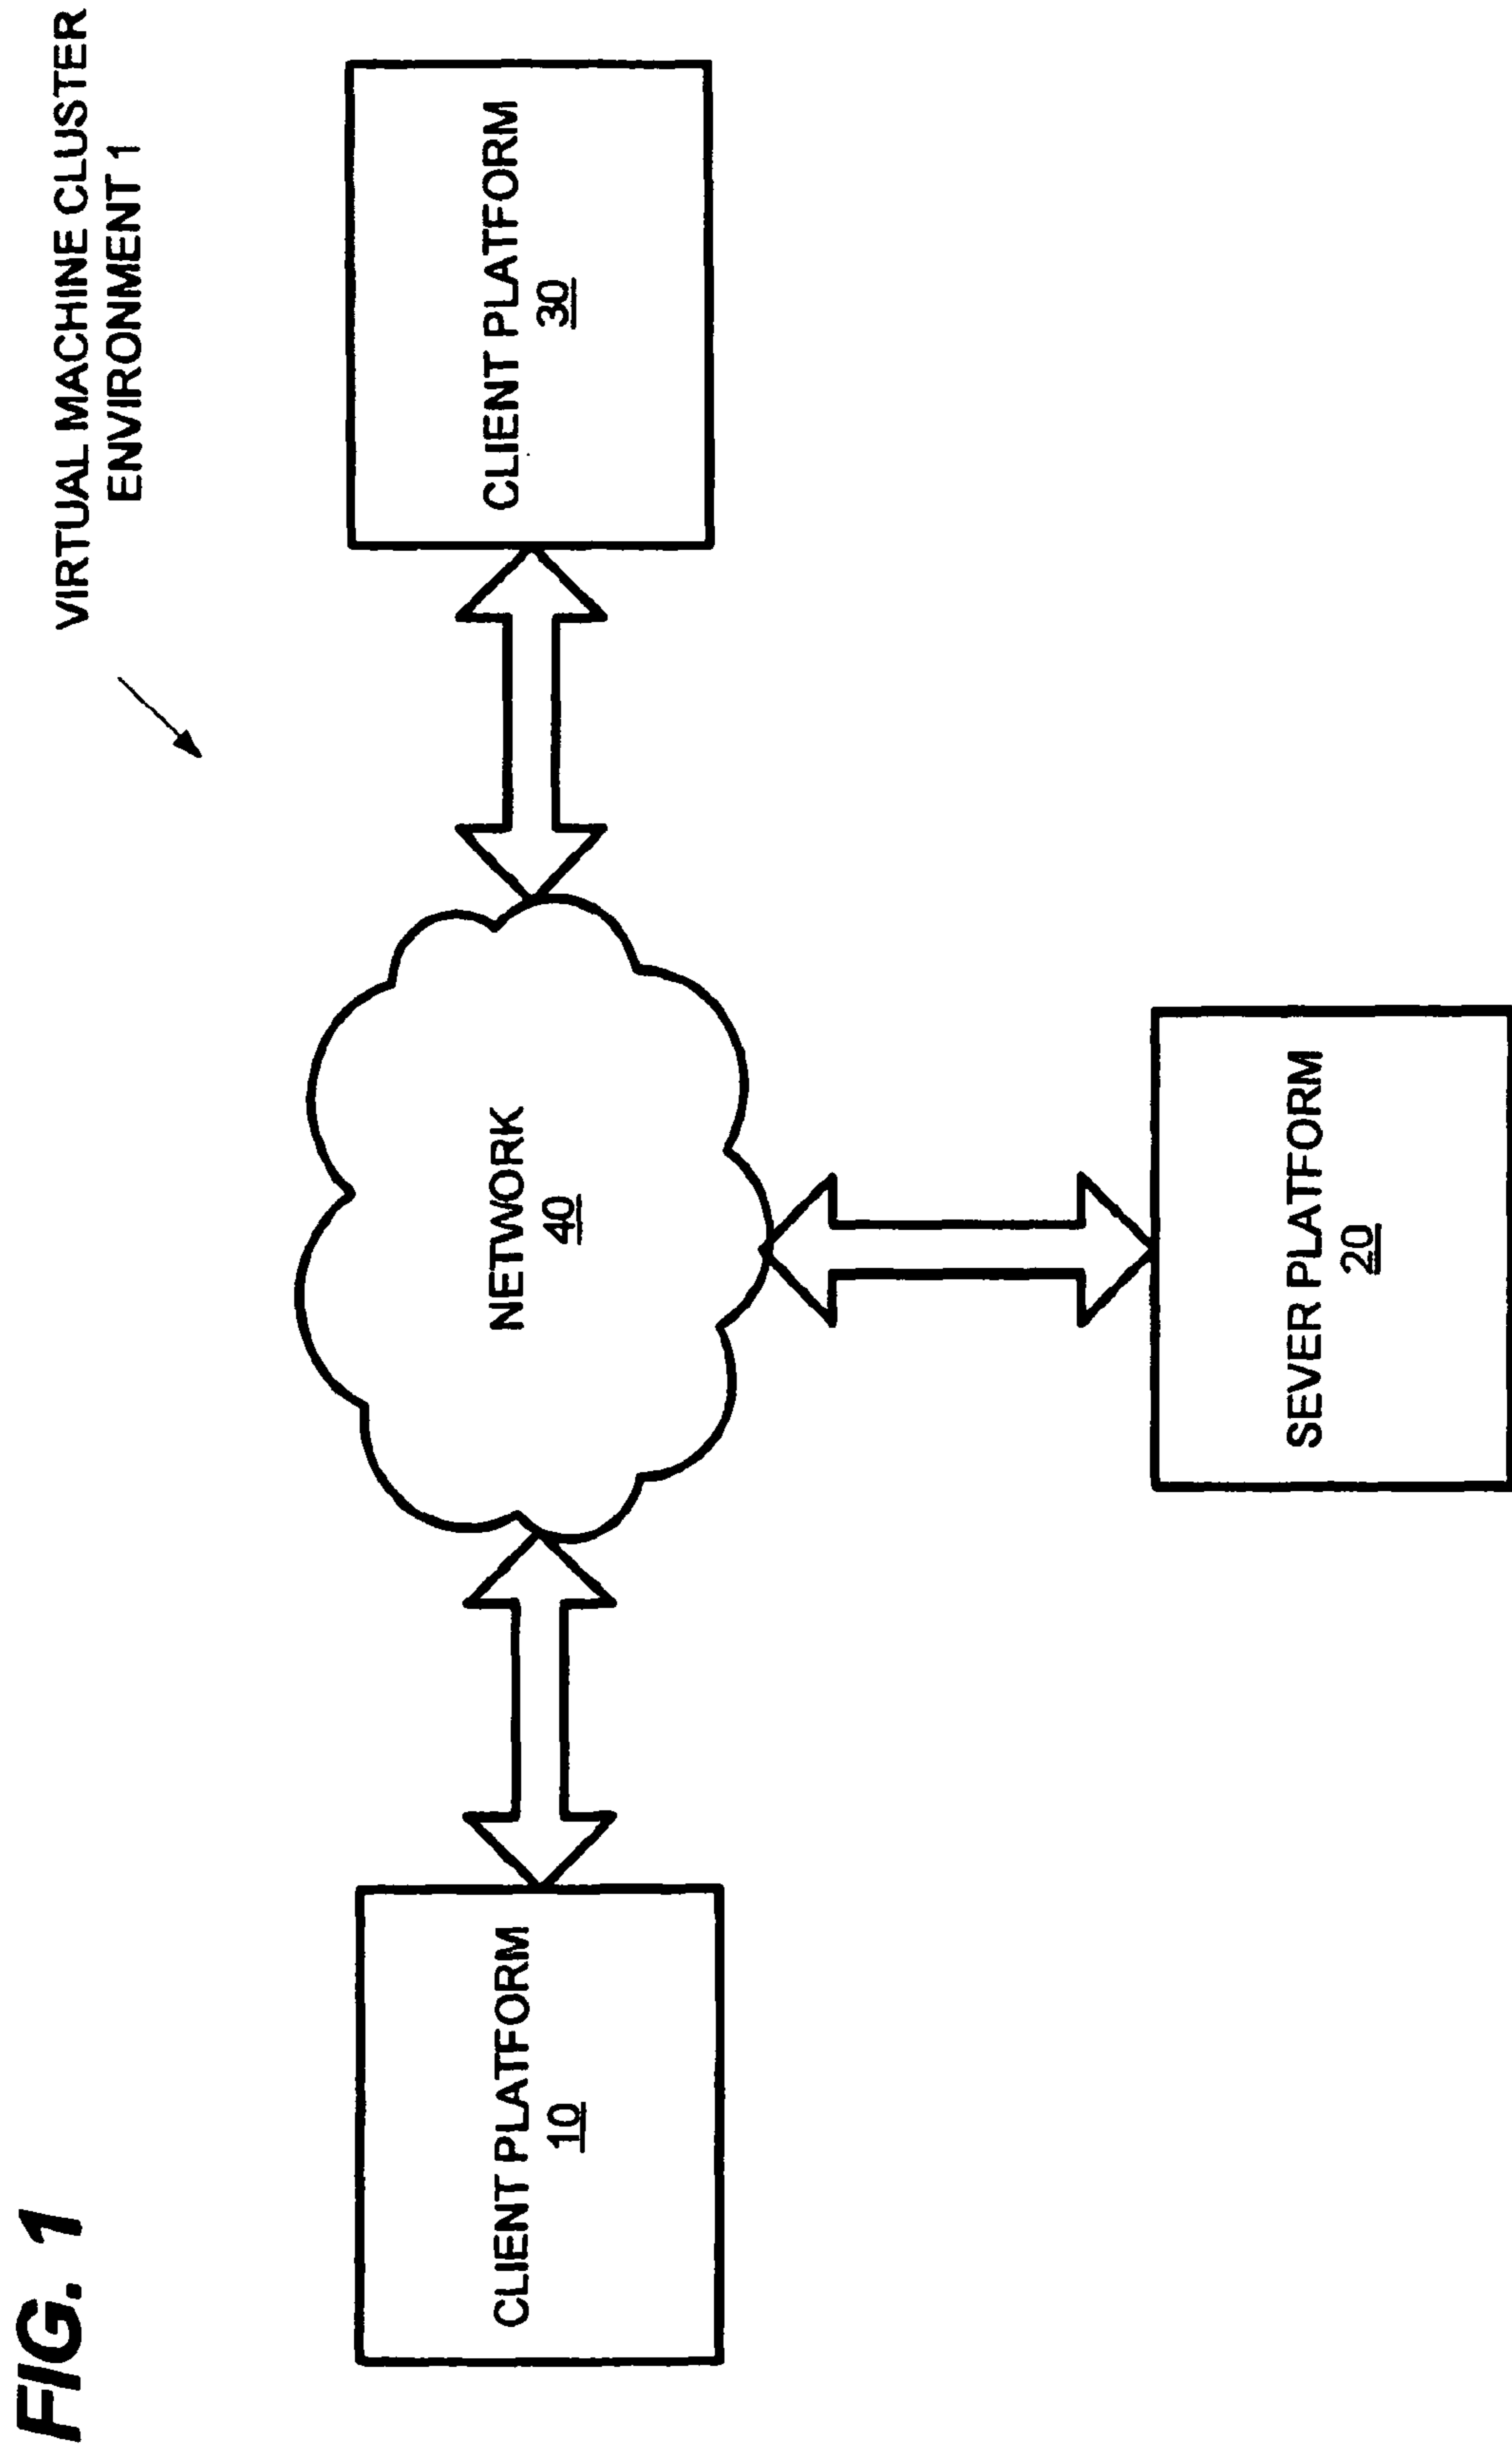 FIG. 1
VIRTUAL MACHINE CLUSTER
ENVIRONMENT 1
CLIENT PLATFORM
10
NETWORK
40
CLIENT PLATFORM
30
SEVER PLATFORM
20